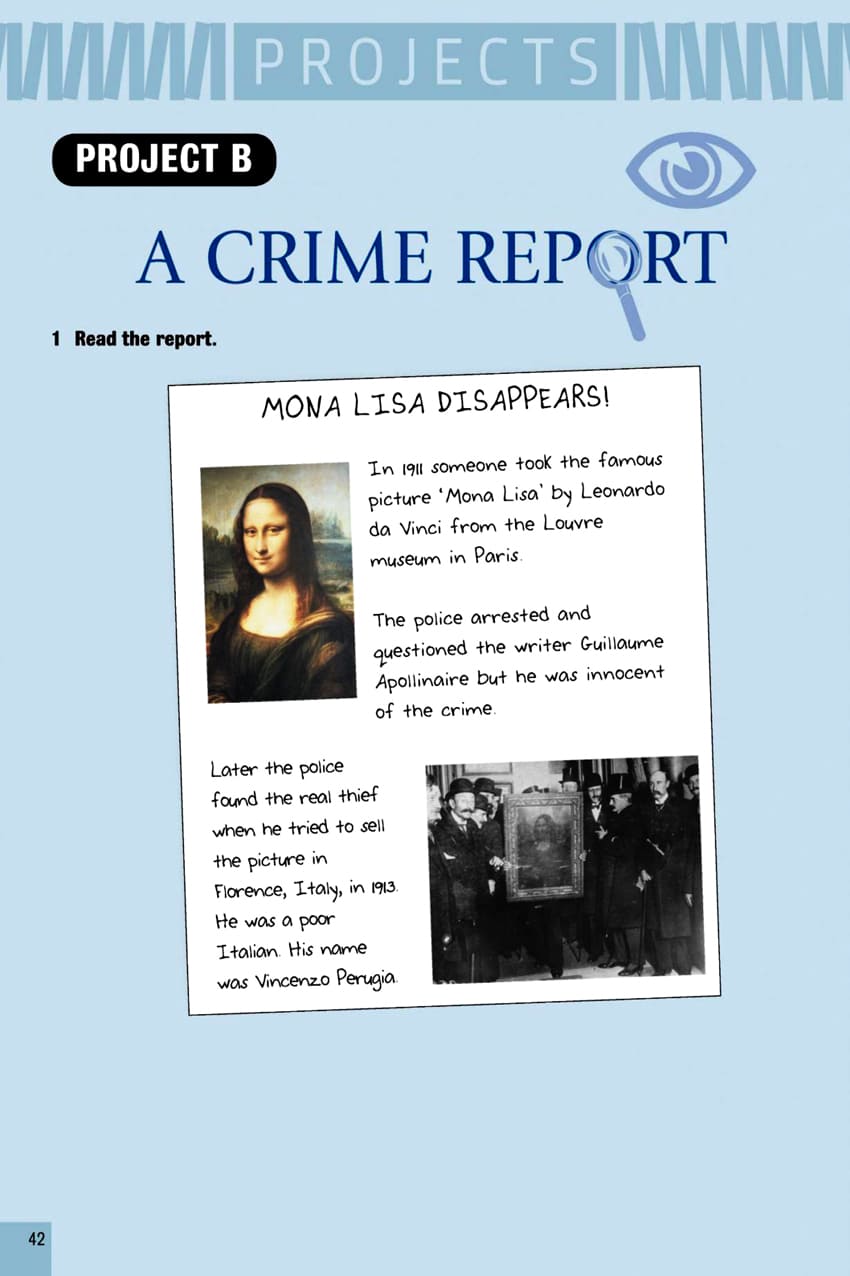 PROJECTS
PROJECT B
A CRIME REPORT
1 Read the report.
MONA LISA DISAPPEARS!
In 1911 someone took the famous
picture ‘Mona Lisa’ by Leonardo
da Vinci from the Louvre
museum in Paris.
The police arrested and
questioned the writer Guillaume
Apollinaire but he was innocent
of the crime.
Later the police
found the real thief
when he tried to sell
the picture in
Florence, Italy, in 1913.
He was a poor
Italian. His name
was Vincenzo Perugia.
42